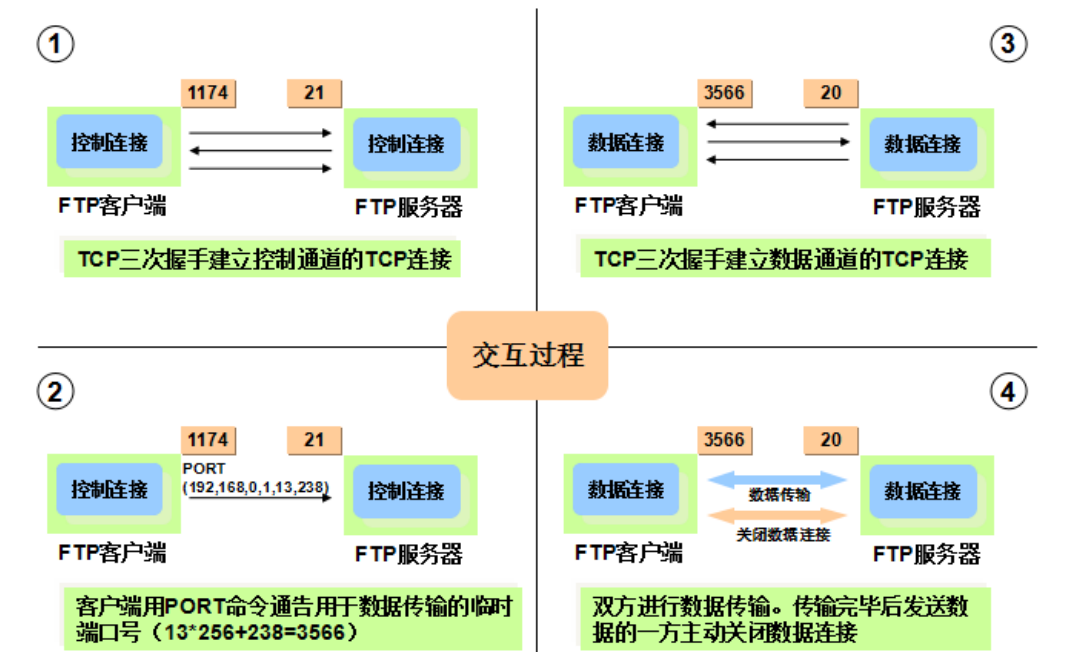 ①
1174
21
控制连接
控制连接
FTP客户端
FTP服务器
TCP三次握手建立控制通道的TCP连接
②
1174
21
控制连接
PORT
(192,168,0,1,13,238)
控制连接
FTP客户端
FTP服务器
客户端用PORT命令通告用于数据传输的临时
端口号（13*256+238=3566）
交互过程
③
3566
20
数据连接
数据连接
FTP客户端
FTP服务器
TCP三次握手建立数据通道的TCP连接
④
3566
20
数据连接
数据传输
关闭数据连接
数据连接
FTP客户端
FTP服务器
双方进行数据传输。传输完毕后发送数
据的一方主动关闭数据连接